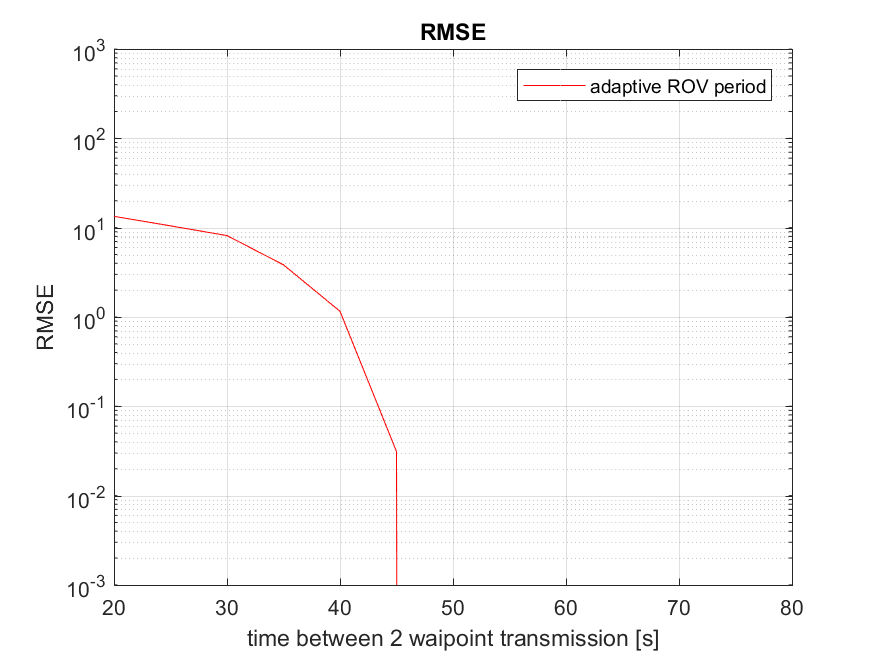 RMSE
adaptive ROV period
10^3
10^2
10^1
10^0
10^-1
10^-2
10^-3
RMSE
20 30 40 50 60 70 80
time between 2 waipoint transmission [s]